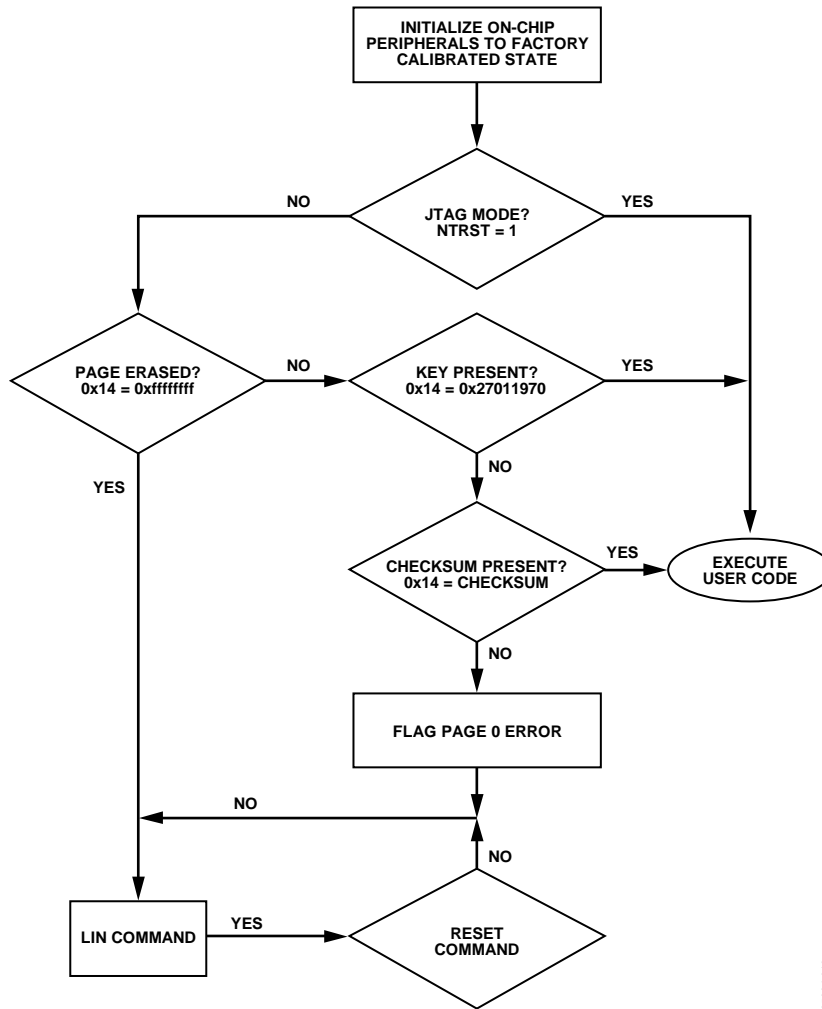 INITIALIZE ON-CHIP
PERIPHERALS TO FACTORY
CALIBRATED STATE
NO
JTAG MODE?
NTRST = 1
YES
PAGE ERASED?
0x14 = 0xffffffff
NO
KEY PRESENT?
0x14 = 0x27011970
YES
NO
YES
CHECKSUM PRESENT?
0x14 = CHECKSUM
YES
EXECUTE
USER CODE
NO
FLAG PAGE 0 ERROR
NO
NO
LIN COMMAND
YES
RESET
COMMAND